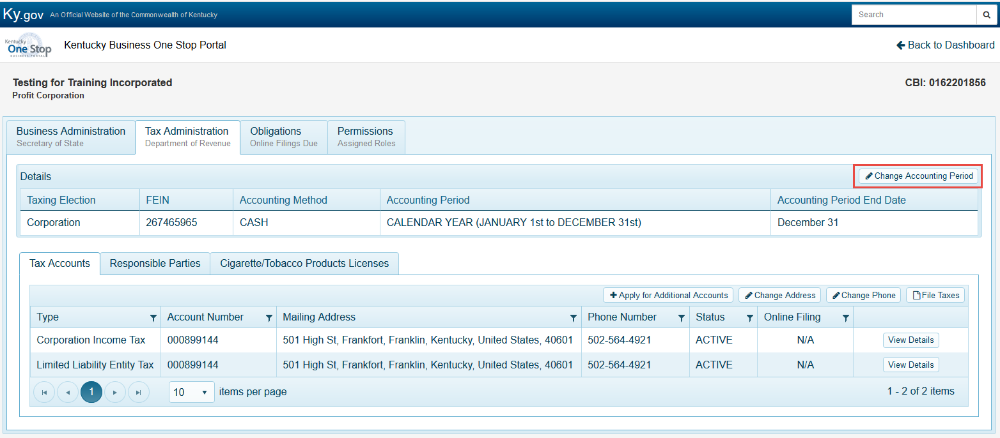 Ky.gov An Official Website of the Commonwealth of Kentucky Search
Kentucky
One Stop
BUSINESS PORTAL
Kentucky Business One Stop Portal Back to Dashboard
Testing for Training Incorporated CBI: 0162201856
Profit Corporation
Business Administration Tax Administration Obligations Permissions
Secretary of State Department of Revenue Online Filings Due Assigned Roles
Details Change Accounting Period
Taxing Election FEIN Accounting Method Accounting Period Accounting Period End Date
Corporation 267465965 CASH CALENDAR YEAR (JANUARY 1st to DECEMBER 31st) December 31
Tax Accounts Responsible Parties Cigarette/Tobacco Products Licenses
Apply for Additional Accounts Change Address Change Phone File Taxes
Type Account Number Mailing Address Phone Number Status Online Filing
Corporation Income Tax 000899144 501 High St, Frankfort, Franklin, Kentucky, United States, 40601 502-564-4921 ACTIVE N/A View Details
Limited Liability Entity Tax 000899144 501 High St, Frankfort, Franklin, Kentucky, United States, 40601 502-564-4921 ACTIVE N/A View Details
1 10 items per page 1 - 2 of 2 items